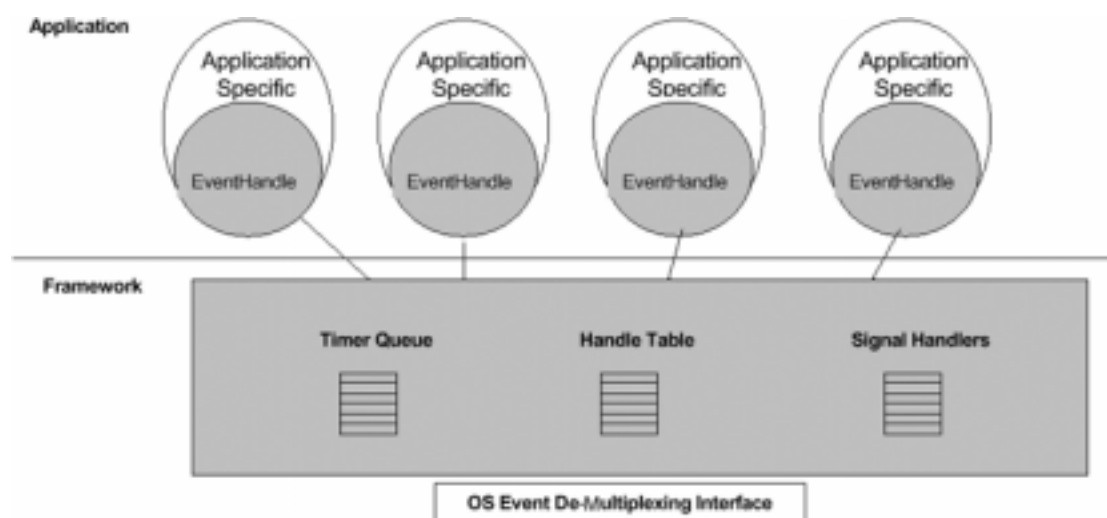 Application
Application
Specific
EventHandle
Application
Specific
EventHandle
Application
Specific
EventHandle
Application
Specific
EventHandle
Framework
Timer Queue
Handle Table
Signal Handlers
OS Event De-Multiplexing Interface